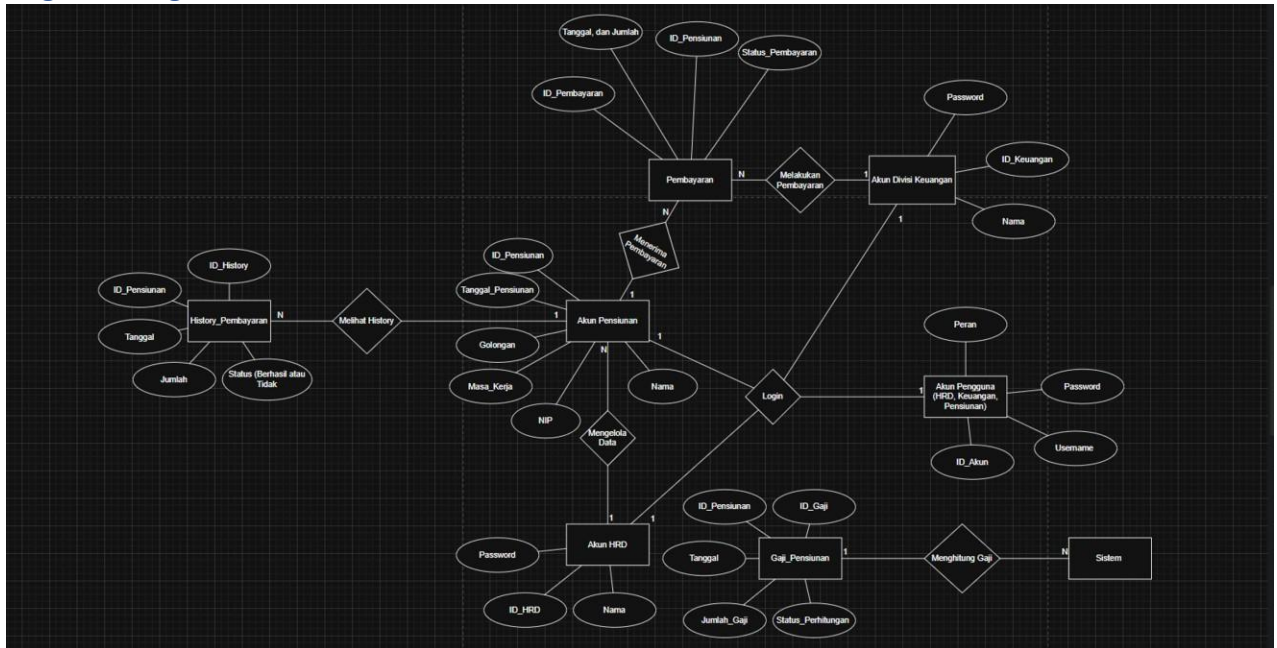 Tanggal, dan Jumlah
ID_Pensiunan
Status_Pembayaran
ID_Pembayaran
Password
ID_Keuangan
Nama
Pembayaran
N
Melakukan
Pembayaran
1
Akun Divisi Keuangan
1
N
Menerima
Pembayaran
1
ID_History
ID_Pensiunan
Tanggal
Jumlah
Status (Berhasil atau
Tidak
History_Pembayaran
N
Melihat History
1
ID_Pensiunan
Tanggal_Pensiunan
Golongan
Masa_Kerja
NIP
Nama
Akun Pensiunan
1
N
Mengelola
Data
1
Login
1
Peran
Akun Pengguna
(HRD, Keuangan,
Pensiunan)
Password
Username
ID_Akun
1
Akun HRD
Password
ID_HRD
Nama
ID_Pensiunan
ID_Gaji
Tanggal
Gaji_Pensiunan
Jumlah_Gaji
Status_Perhitungan
1
Menghitung Gaji
N
Sistem